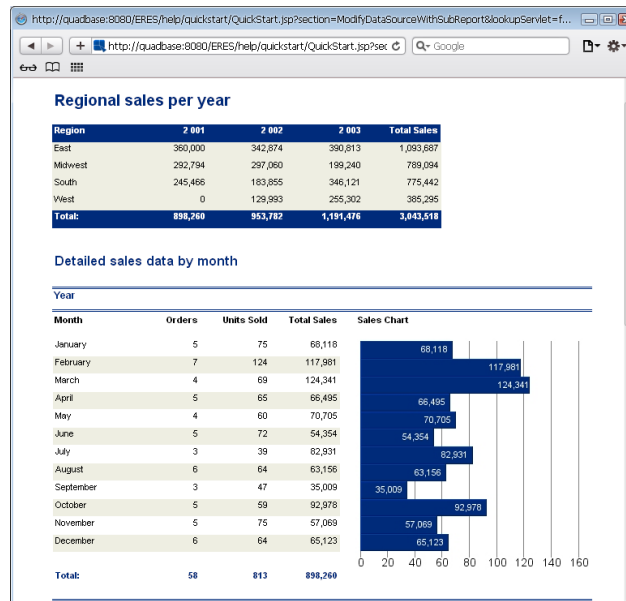 http://quadbase:8080/ERES/help/quickstart/QuickStart.jsp?section=ModifyDataSourceWithSubReport&lookupServlet=f...
http://quadbase:8080/ERES/help/quickstart/QuickStart.jsp?sec
Google
Regional sales per year
Region 2 001 2 002 2 003 Total Sales
East 360,000 342,874 390,813 1,093,687
Midwest 292,794 297,060 199,240 789,094
South 245,466 183,855 346,121 775,442
West 0 129,993 255,302 385,295
Total: 898,260 953,782 1,191,476 3,043,518
Detailed sales data by month
Year
Month Orders Units Sold Total Sales Sales Chart
January 5 75 68,118 68,118
February 7 124 117,981 117,981
March 4 69 124,341 124,341
April 5 65 66,495 66,495
May 4 60 70,705 70,705
June 5 72 54,354 54,354
July 3 39 82,931 82,931
August 6 64 63,156 63,156
September 3 47 35,009 35,009
October 5 59 92,978 92,978
November 5 75 57,069 57,069
December 6 64 65,123 65,123
0 20 40 60 80 100 120 140 160
Total: 58 813 898,260